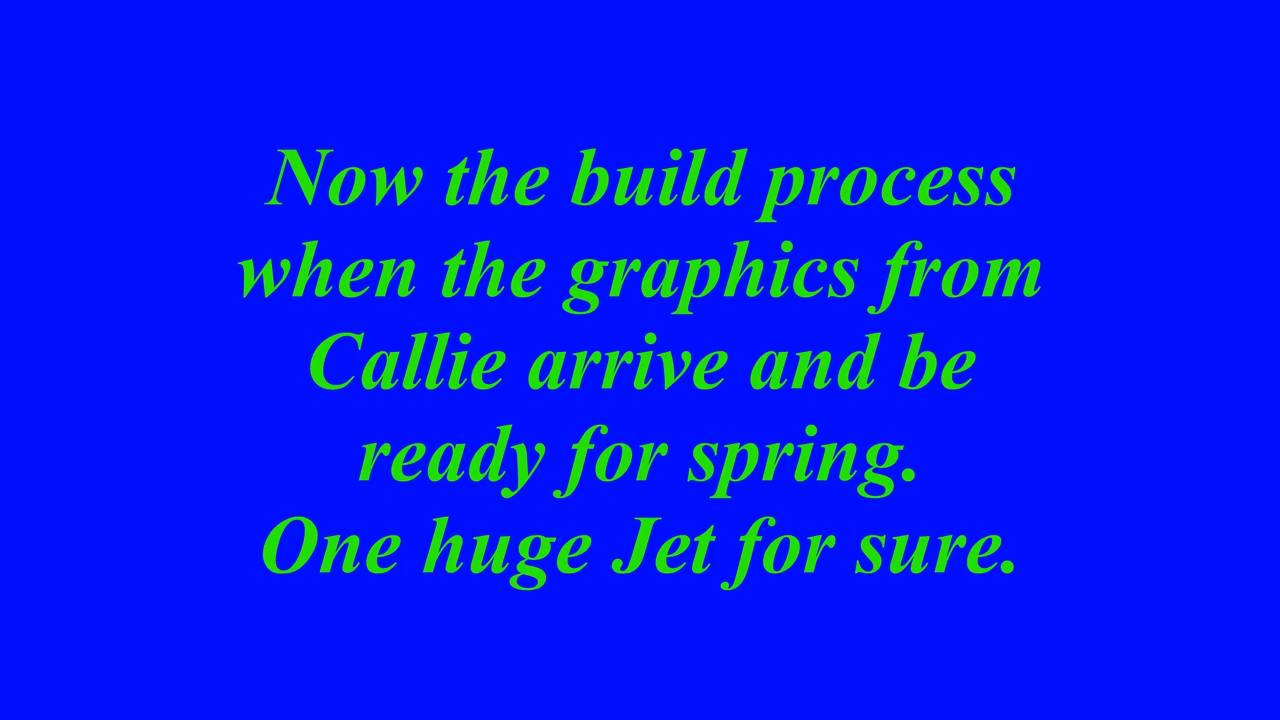 Now the build process
when the graphics from
Callie arrive and be
ready for spring.
One huge Jet for sure.